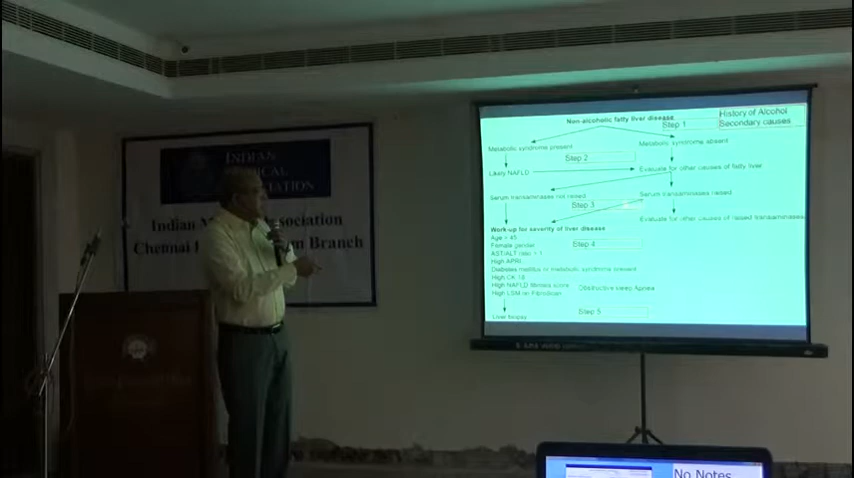 INDIAN
ASSOCIATION
Chennai
Branch
Non-alcoholic fatty liver disease
History of Alcohol
Secondary causes
Step 1
Metabolic syndrome present
Metabolic syndrome absent
Step 2
Likely NAFLD
Evaluate for other causes of fatty liver
Serum transaminases not raised
Serum transaminases raised
Step 3
Evaluate for other causes of raised transaminases
Work-up for severity of liver disease
Age > 45
Female gender
Step 4
AST/ALT ratio > 1
High APRI
Diabetes mellitus or metabolic syndrome present
High CK 18
High NAFLD fibrosis score
Obstructive sleep Apnea
High LSM on Fibroscan
Liver biopsy
Step 5
No Notes